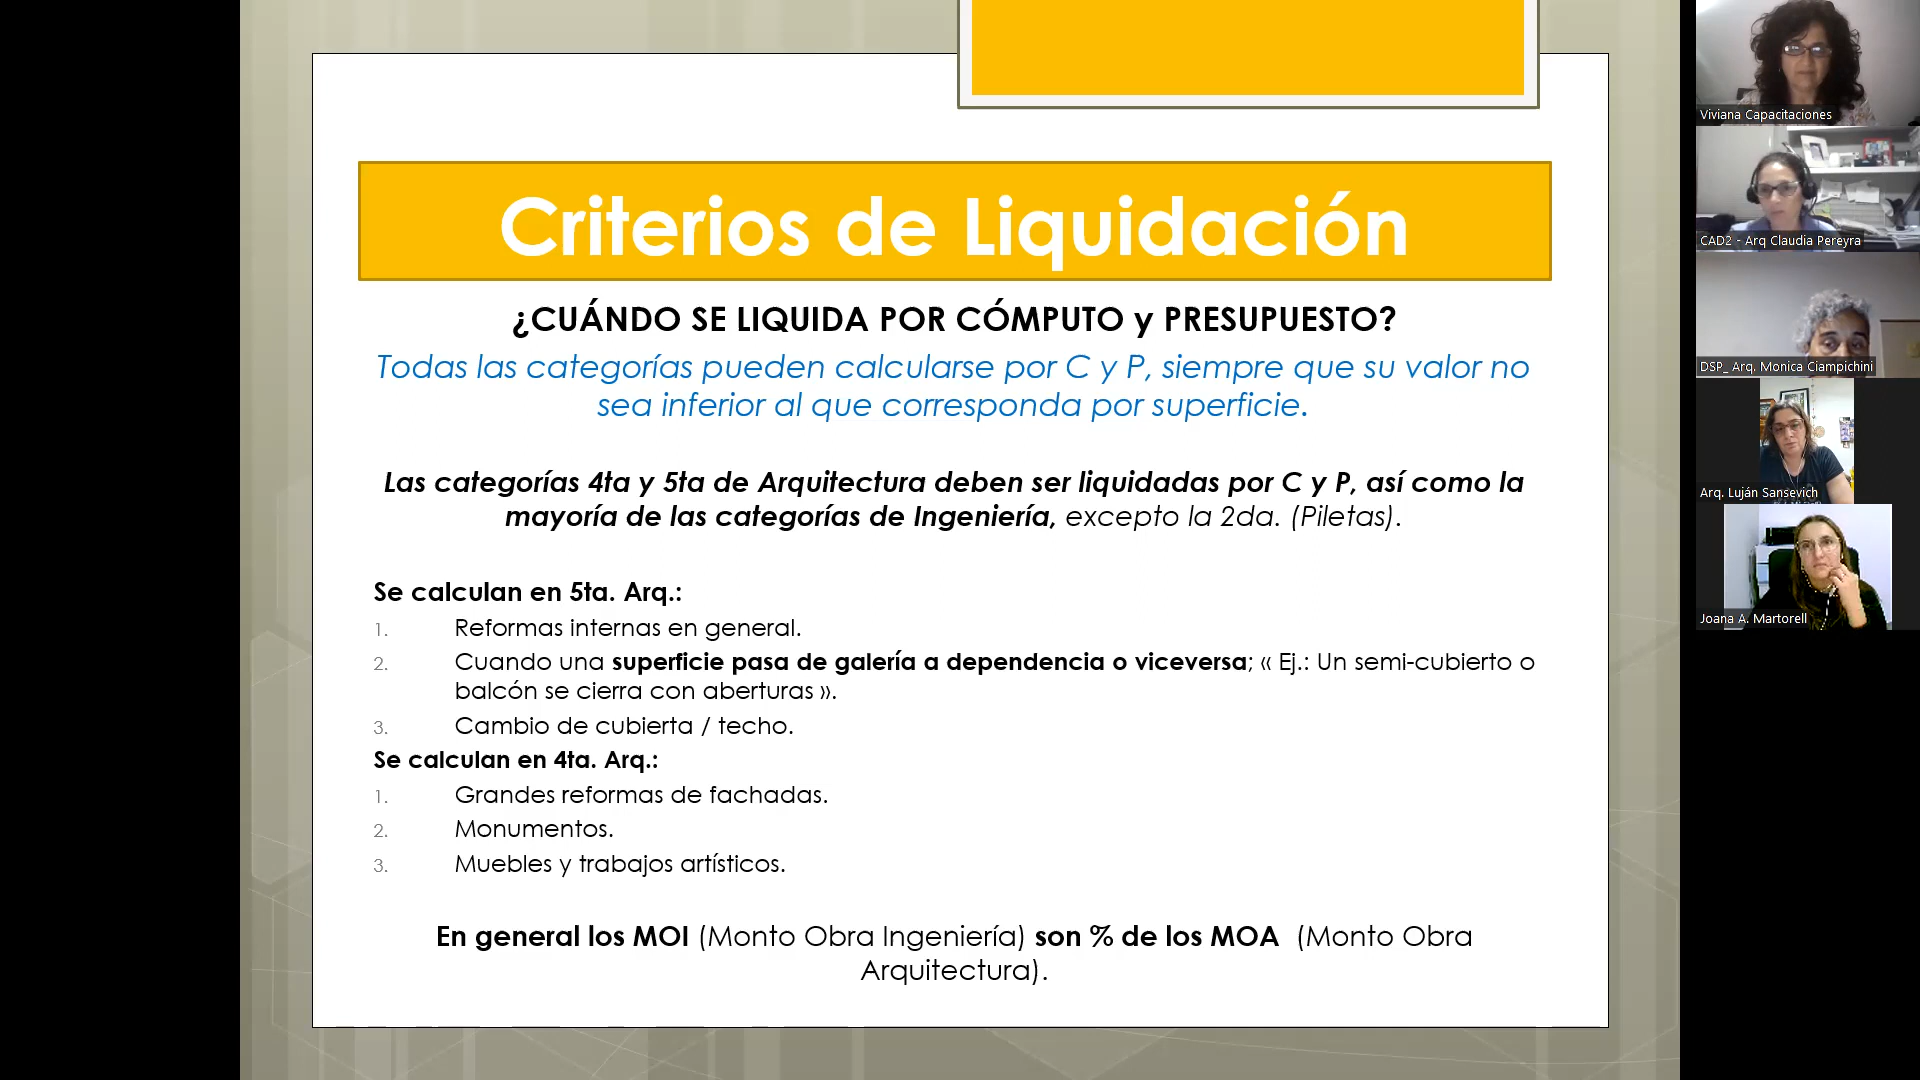 Criterios de Liquidación
¿CUÁNDO SE LIQUIDA POR CÓMPUTO y PRESUPUESTO?
Todas las categorías pueden calcularse por C y P, siempre que su valor no
sea inferior al que corresponda por superficie.
Las categorías 4ta y 5ta de Arquitectura deben ser liquidadas por C y P, así como la
mayoría de las categorías de Ingeniería, excepto la 2da. (Piletas).
Se calculan en 5ta. Arq.:
1. Reformas internas en general.
2. Cuando una superficie pasa de galería a dependencia o viceversa; « Ej.: Un semi-cubierto o
balcón se cierra con aberturas ».
3. Cambio de cubierta / techo.
Se calculan en 4ta. Arq.:
1. Grandes reformas de fachadas.
2. Monumentos.
3. Muebles y trabajos artísticos.
En general los MOI (Monto Obra Ingeniería) son % de los MOA (Monto Obra
Arquitectura).
Viviana Capacitaciones
CAD2 - Arq Claudia Pereyra
DSP_ Arq. Monica Ciampichini
Arq. Luján Sansevich
Joana A. Martorell